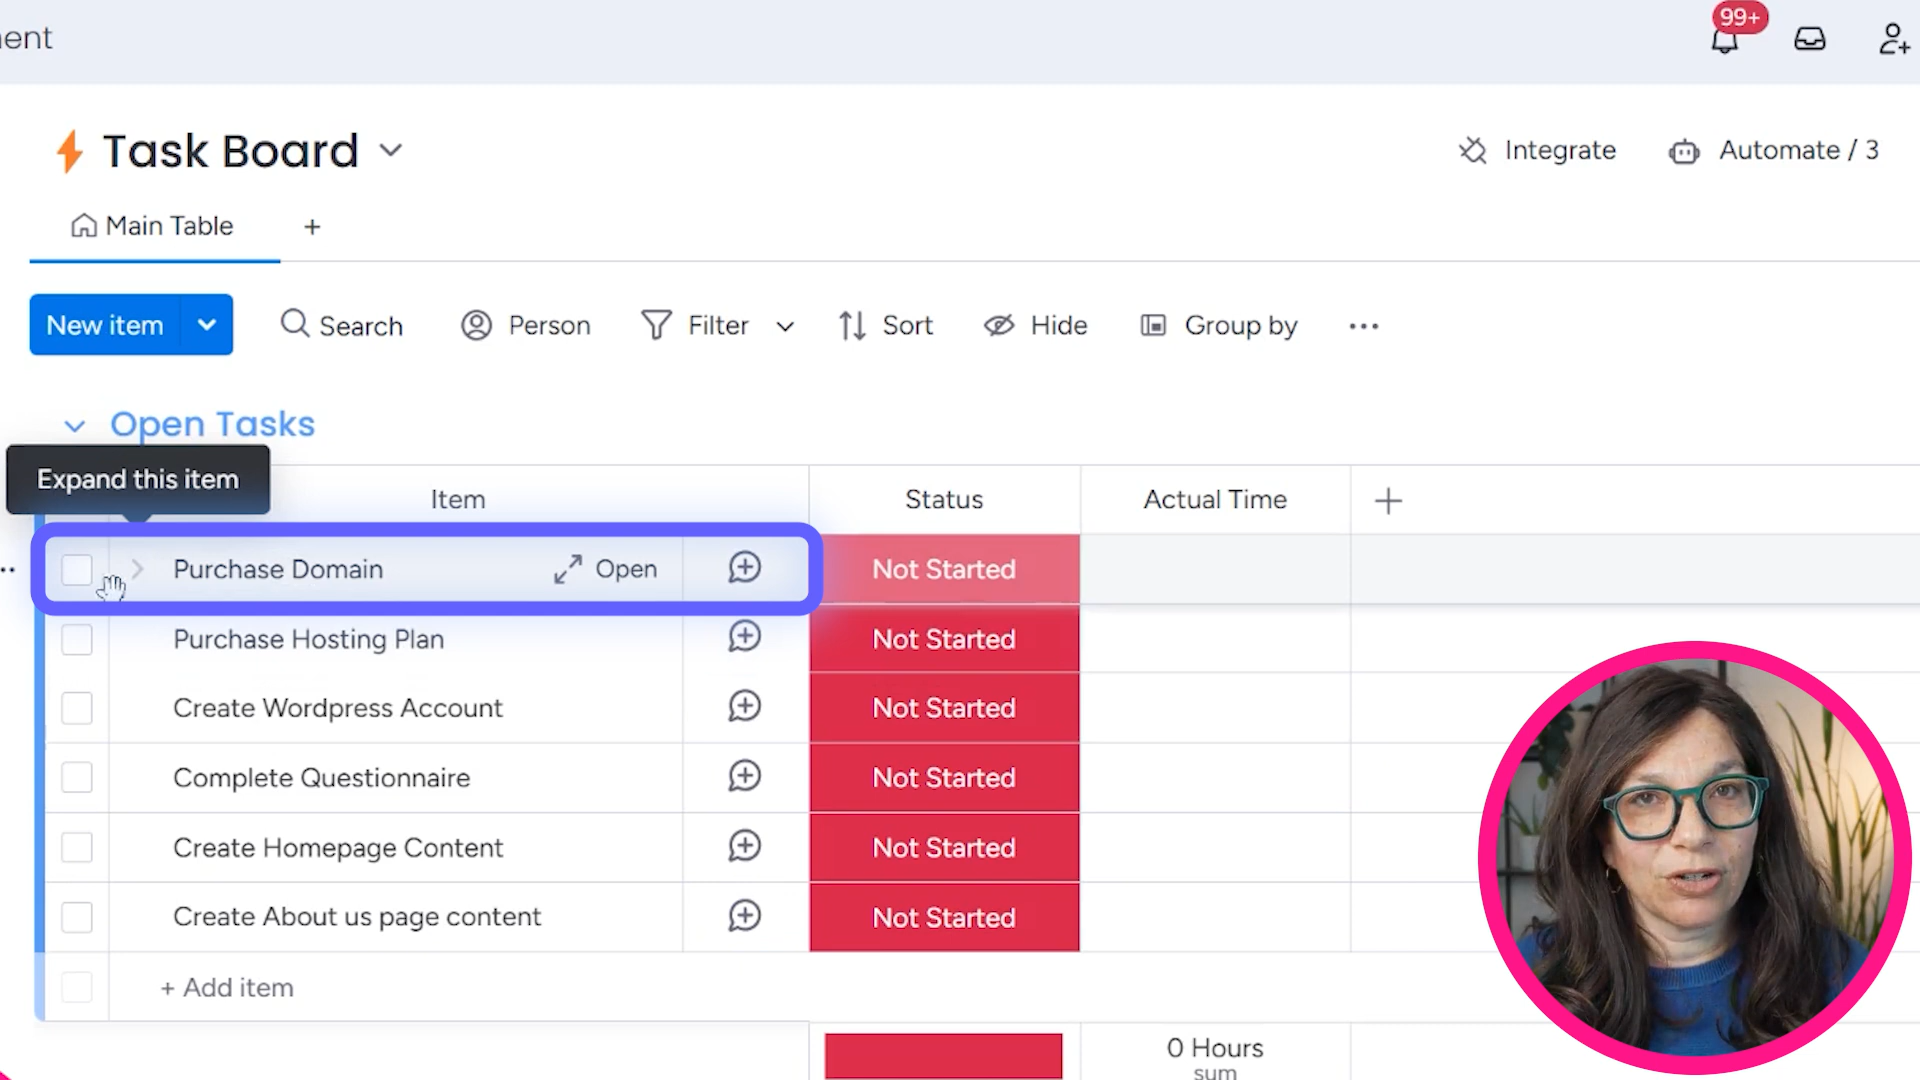 ent
99+
Task Board
Integrate
Automate / 3
Main Table
+
New item
Search
Person
Filter
Sort
Hide
Group by
Open Tasks
Expand this item
Item
Status
Actual Time
+
Purchase Domain
Open
Not Started
Purchase Hosting Plan
Not Started
Create Wordpress Account
Not Started
Complete Questionnaire
Not Started
Create Homepage Content
Not Started
Create About us page content
Not Started
+ Add item
0 Hours
sum